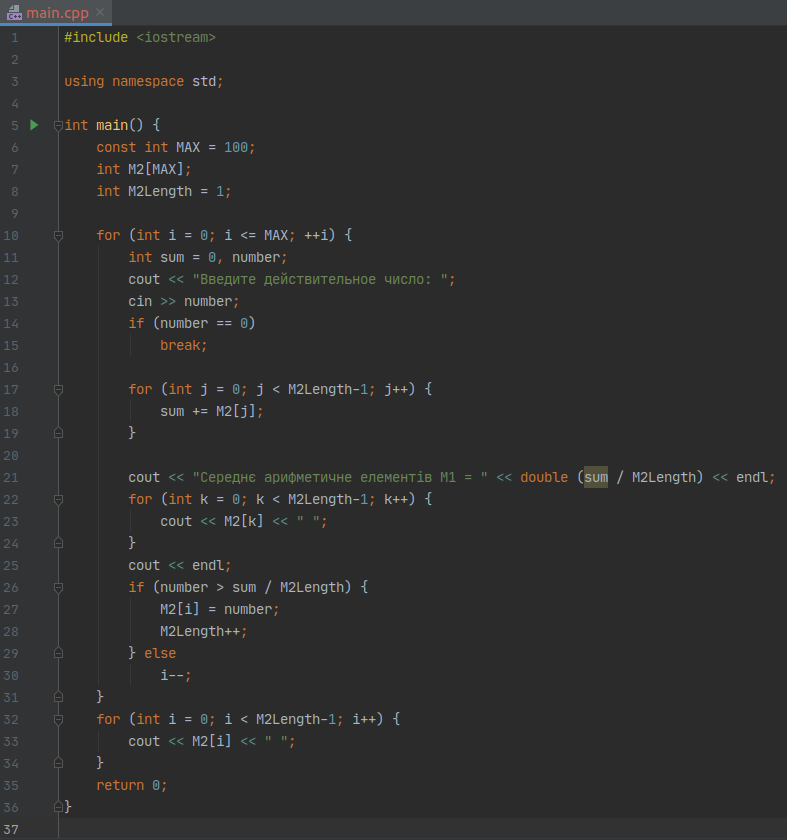 main.cpp
1 #include <iostream>
2
3 using namespace std;
4
5 int main() {
6     const int MAX = 100;
7     int M2[MAX];
8     int M2Length = 1;
9
10     for (int i = 0; i <= MAX; ++i) {
11         int sum = 0, number;
12         cout << "Введите действительное число: ";
13         cin >> number;
14         if (number == 0)
15             break;
16
17         for (int j = 0; j < M2Length-1; j++) {
18             sum += M2[j];
19         }
20
21         cout << "Середнє арифметичне елементів M1 = " << double (sum / M2Length) << endl;
22         for (int k = 0; k < M2Length-1; k++) {
23             cout << M2[k] << " ";
24         }
25         cout << endl;
26         if (number > sum / M2Length) {
27             M2[i] = number;
28             M2Length++;
29         } else
30             i--;
31     }
32     for (int i = 0; i < M2Length-1; i++) {
33         cout << M2[i] << " ";
34     }
35     return 0;
36 }
37